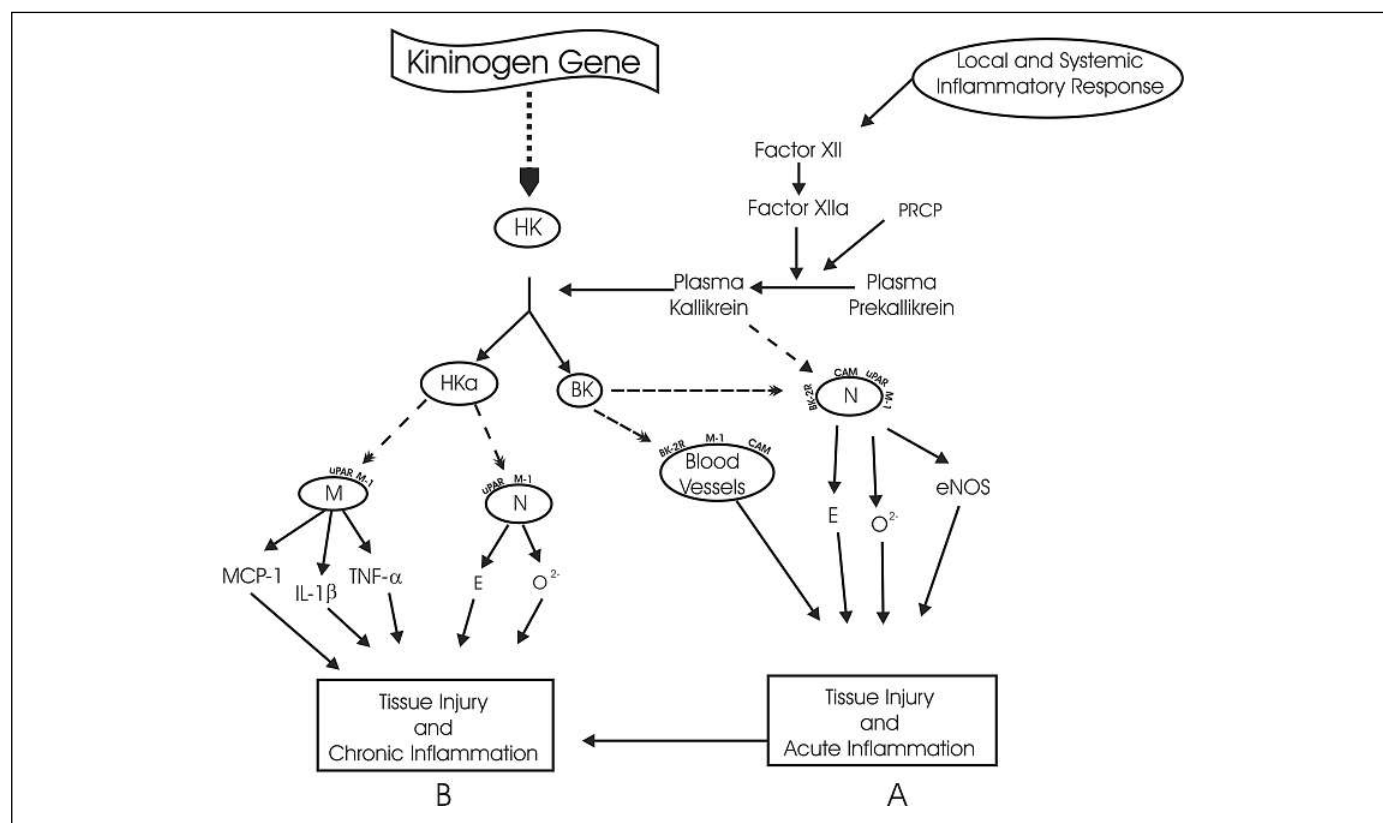 Kininogen Gene
Local and Systemic
Inflammatory Response
Factor XII
Factor XIIa
PRCP
HK
Plasma
Kallikrein
Plasma
Prekallikrein
HKa
BK
BK-2R CAM uPAR M-1
N
BK-2R M-1 CAM
Blood
Vessels
uPAR M-1
M
uPAR M-1
N
E
O2-
eNOS
MCP-1
IL-1β
TNF-α
E
O2-
Tissue Injury
and
Chronic Inflammation
Tissue Injury
and
Acute Inflammation
B
A